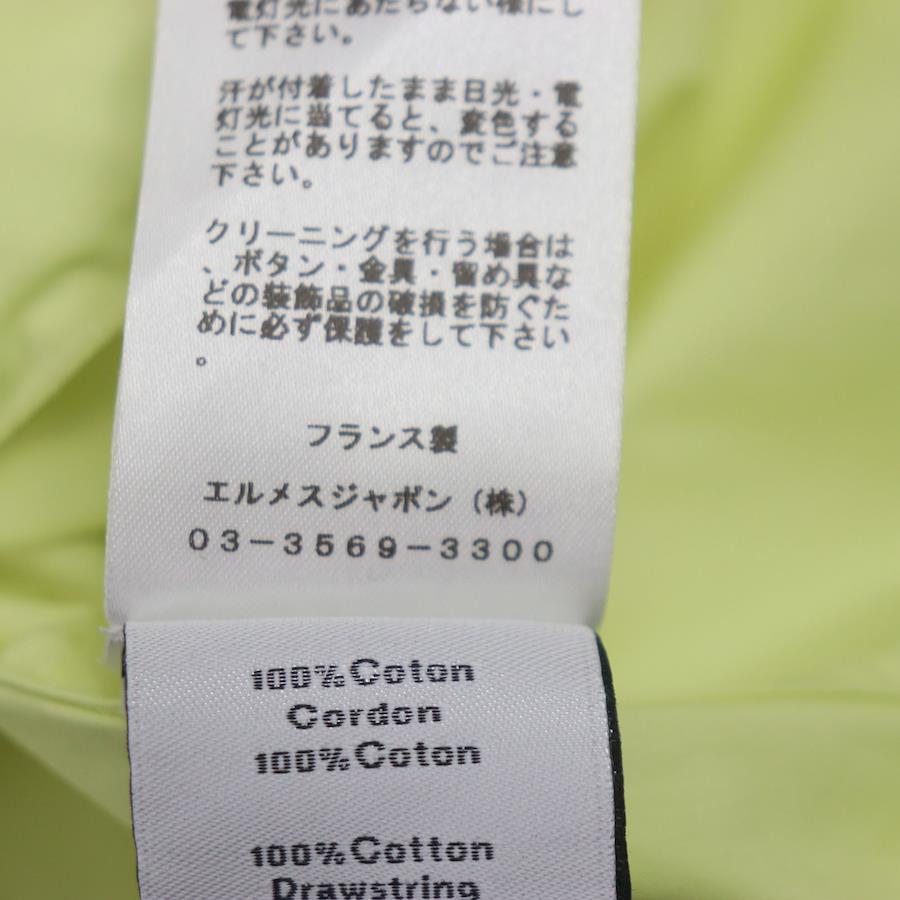 電灯光にあたらない様にし
て下さい。
汗が付着したまま日光・電
灯光に当てると、変色する
ことがありますのでご注意
下さい。
クリーニングを行う場合は
、ボタン・金具・留め具な
どの装飾品の破損を防ぐた
めに必ず保護をして下さい
。
フランス製
エルメスジャポン（株）
03-3569-3300
100%Coton
Cordon
100%Coton
100%Cotton
Drawstring